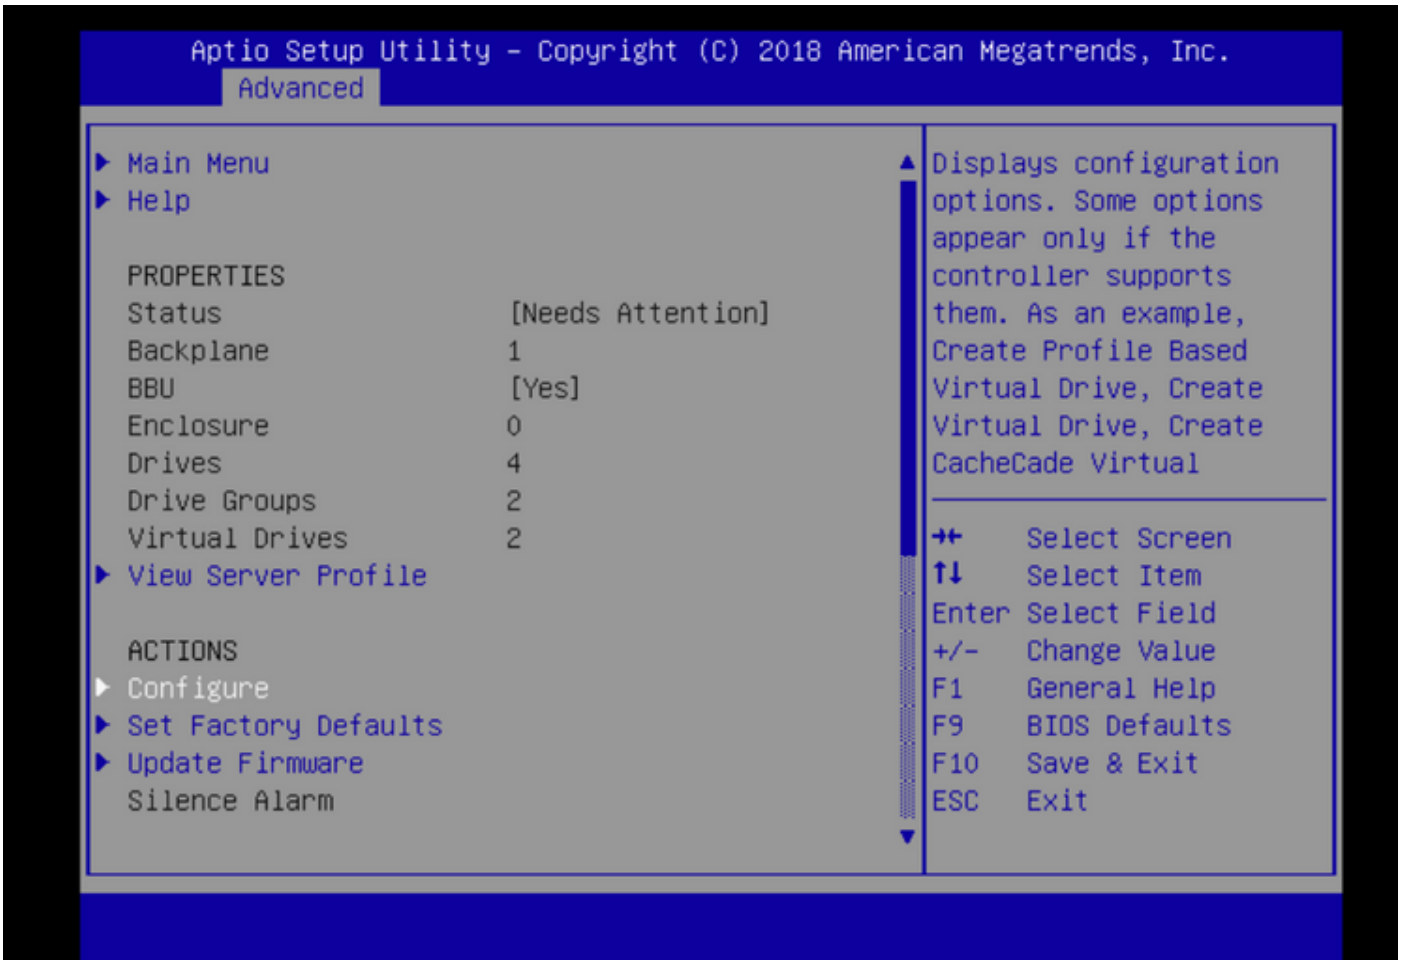 Aptio Setup Utility – Copyright (C) 2018 American Megatrends, Inc.
Advanced
Main Menu
Help
PROPERTIES
Status [Needs Attention]
Backplane 1
BBU [Yes]
Enclosure 0
Drives 4
Drive Groups 2
Virtual Drives 2
View Server Profile
ACTIONS
Configure
Set Factory Defaults
Update Firmware
Silence Alarm
Displays configuration
options. Some options
appear only if the
controller supports
them. As an example,
Create Profile Based
Virtual Drive, Create
Virtual Drive, Create
CacheCade Virtual
→← Select Screen
↑↓ Select Item
Enter Select Field
+/- Change Value
F1 General Help
F9 BIOS Defaults
F10 Save & Exit
ESC Exit